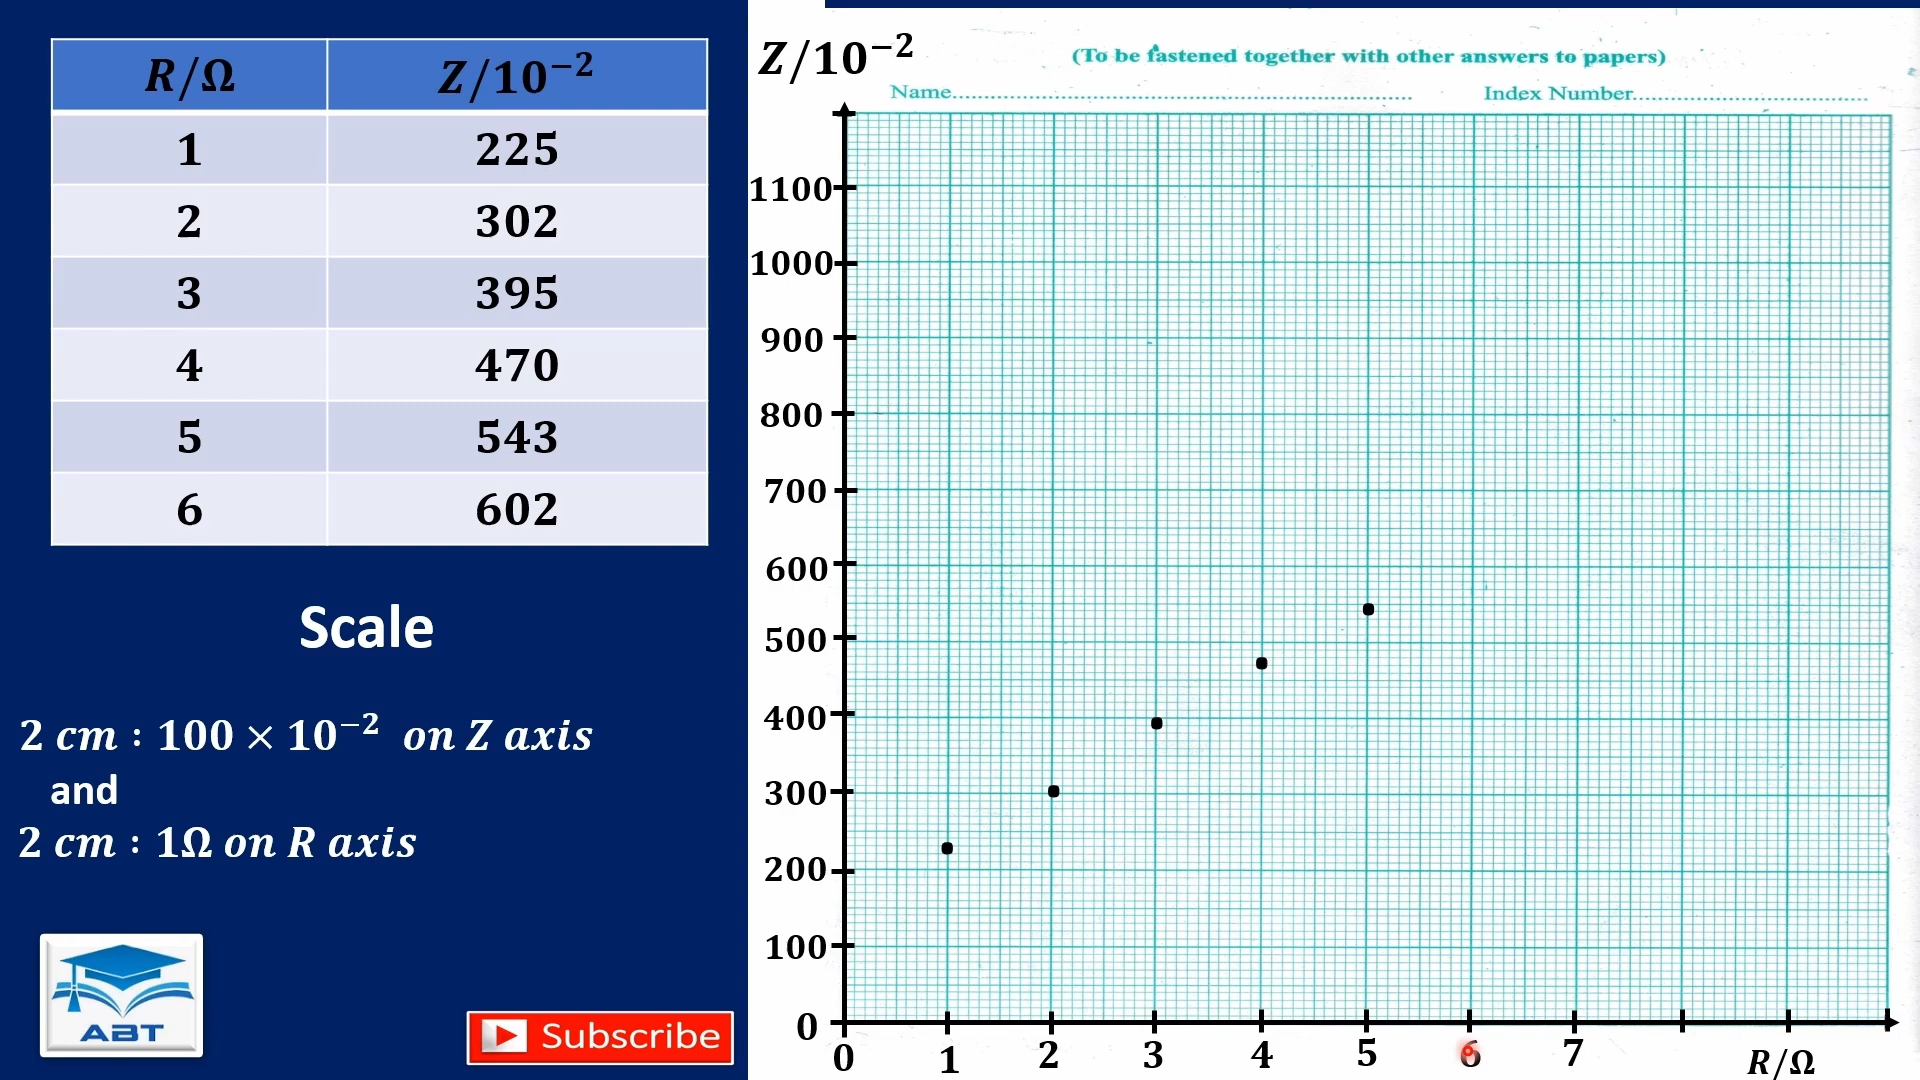 R/Ω Z/10⁻²
1 225
2 302
3 395
4 470
5 543
6 602
Scale
2 cm : 100 × 10⁻² on Z axis
and
2 cm : 1Ω on R axis
ABT
Subscribe
Z/10⁻²
(To be fastened together with other answers to papers)
Name.................... Index Number....................
1100
1000
900
800
700
600
500
400
300
200
100
0
0 1 2 3 4 5 6 7 R/Ω